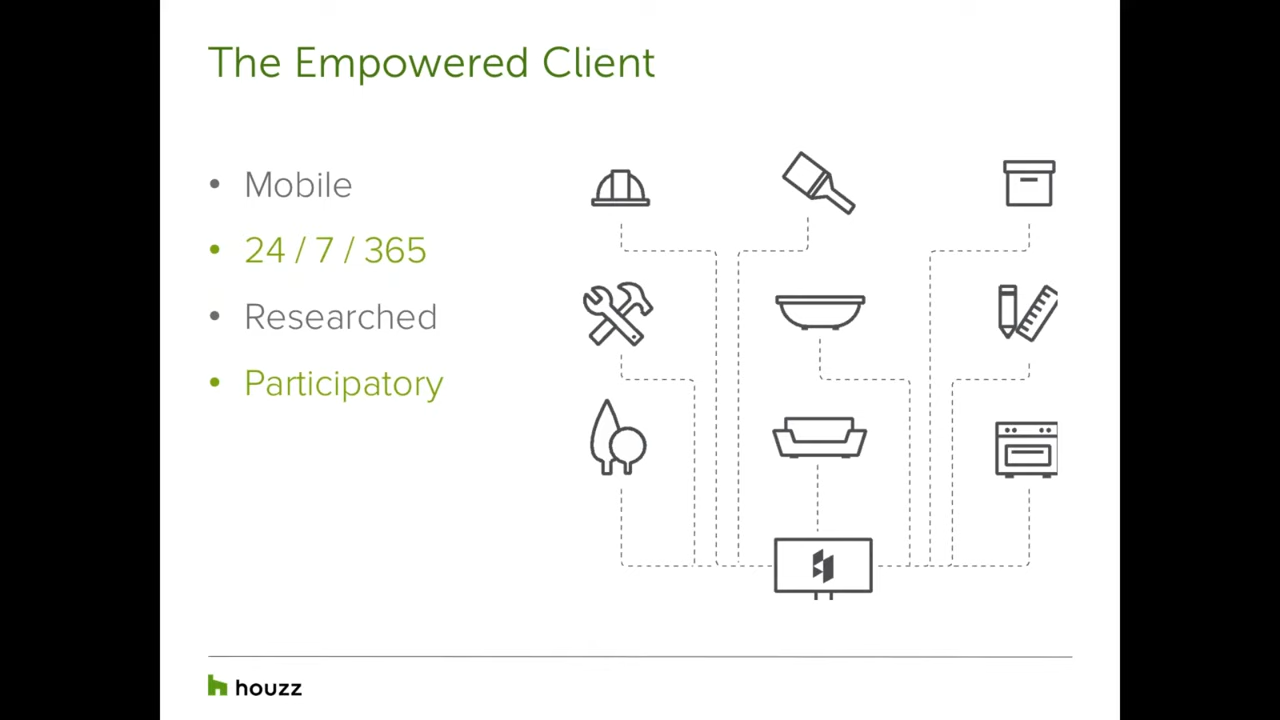 The Empowered Client
• Mobile
• 24 / 7 / 365
• Researched
• Participatory
houzz